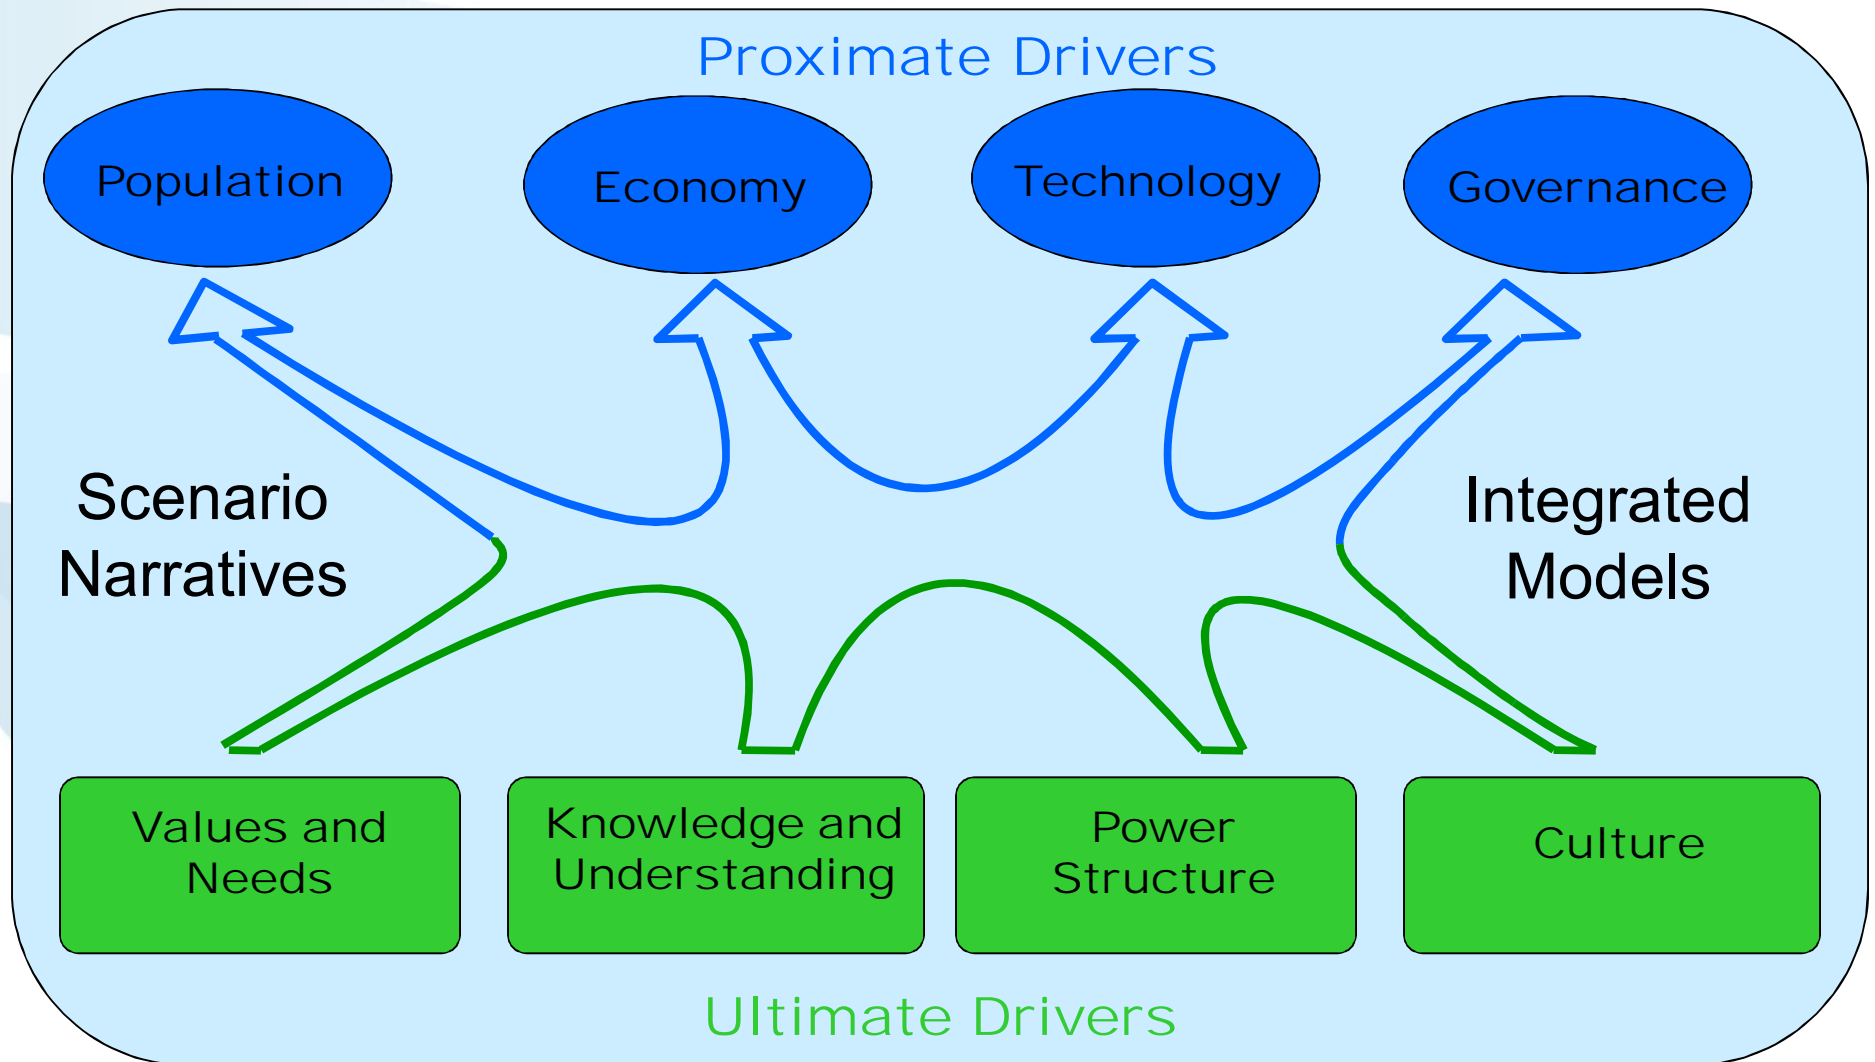 Proximate Drivers
Population
Economy
Technology
Governance
Scenario
Narratives
Integrated
Models
Values and
Needs
Knowledge and
Understanding
Power
Structure
Culture
Ultimate Drivers